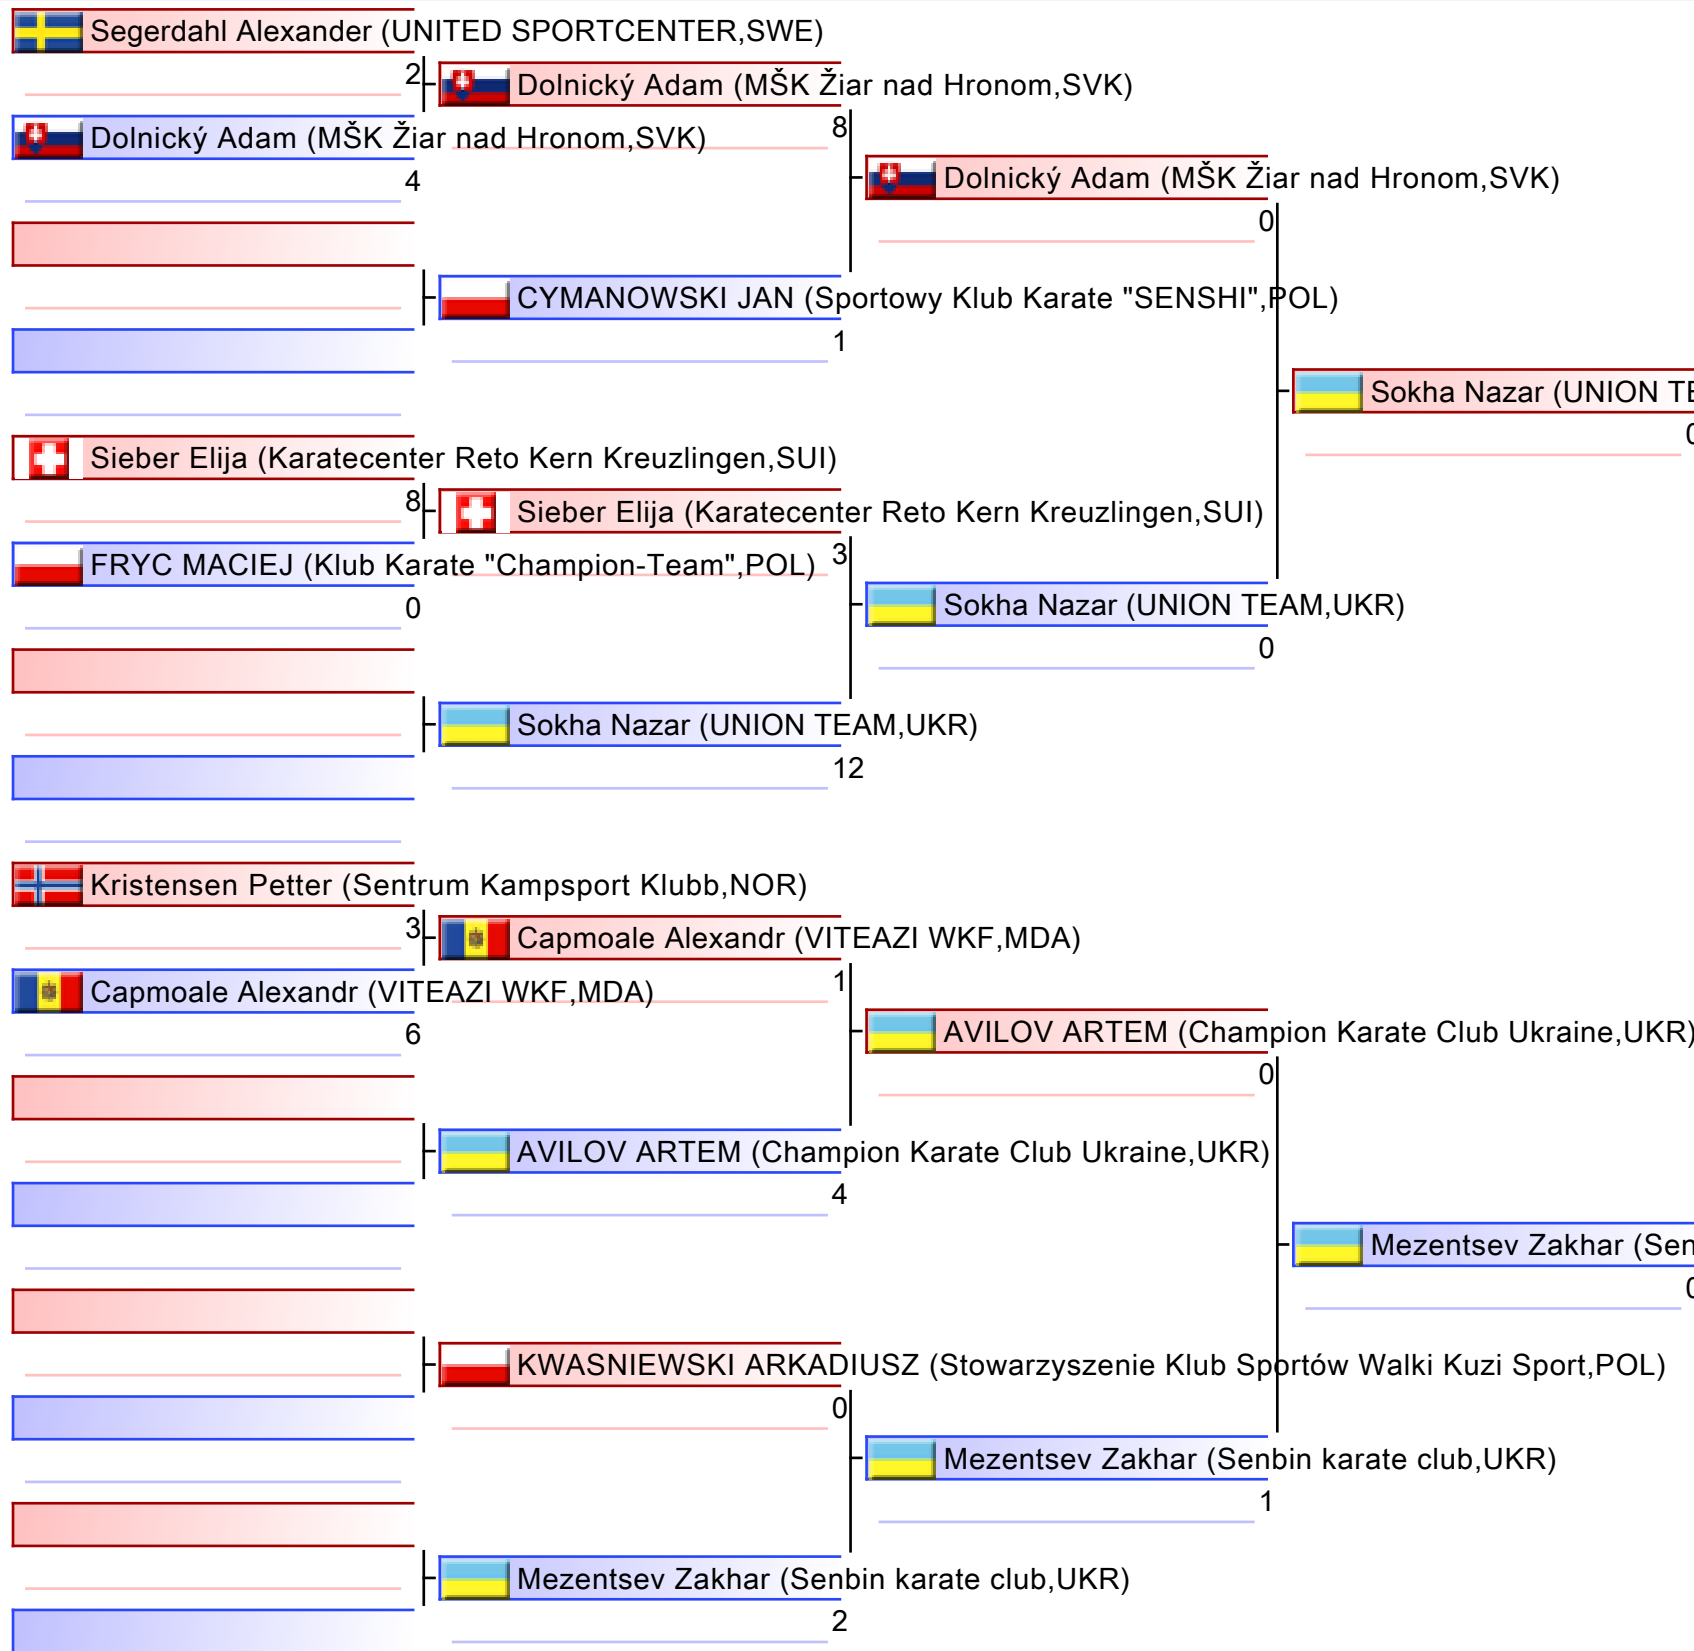 Segerdahl Alexander (UNITED SPORTCENTER,SWE)
2
Dolnický Adam (MŠK Žiar nad Hronom,SVK)
4
Sieber Elija (Karatecenter Reto Kern Kreuzlingen,SUI)
8
FRYC MACIEJ (Klub Karate "Champion-Team",POL)
0
Kristensen Petter (Sentrum Kampsport Klubb,NOR)
3
Capmoale Alexandr (VITEAZI WKF,MDA)
6
Dolnický Adam (MŠK Žiar nad Hronom,SVK)
8
CYMANOWSKI JAN (Sportowy Klub Karate "SENSHI",POL)
1
Sieber Elija (Karatecenter Reto Kern Kreuzlingen,SUI)
3
Sokha Nazar (UNION TEAM,UKR)
12
Capmoale Alexandr (VITEAZI WKF,MDA)
1
AVILOV ARTEM (Champion Karate Club Ukraine,UKR)
4
KWASNIEWSKI ARKADIUSZ (Stowarzyszenie Klub Sportów Walki Kuzi Sport,POL)
0
Mezentsev Zakhar (Senbin karate club,UKR)
2
Dolnický Adam (MŠK Žiar nad Hronom,SVK)
0
Sokha Nazar (UNION TEAM,UKR)
0
AVILOV ARTEM (Champion Karate Club Ukraine,UKR)
0
Mezentsev Zakhar (Senbin karate club,UKR)
1
Sokha Nazar (UNION
Mezentsev Zakhar